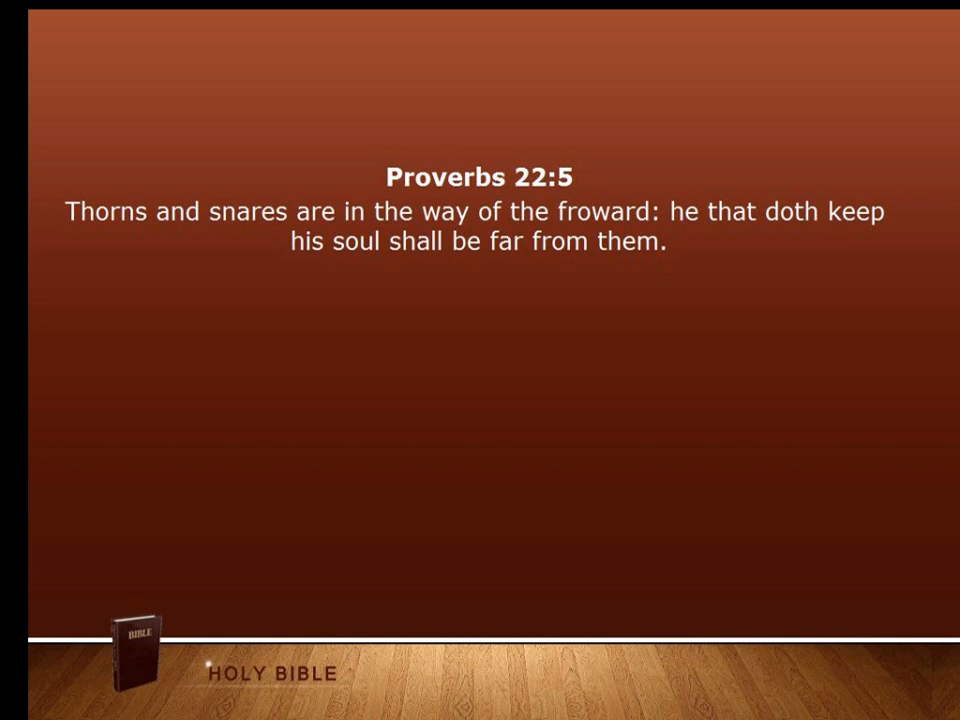 Proverbs 22:5
Thorns and snares are in the way of the froward: he that doth keep
his soul shall be far from them.
BIBLE
HOLY BIBLE